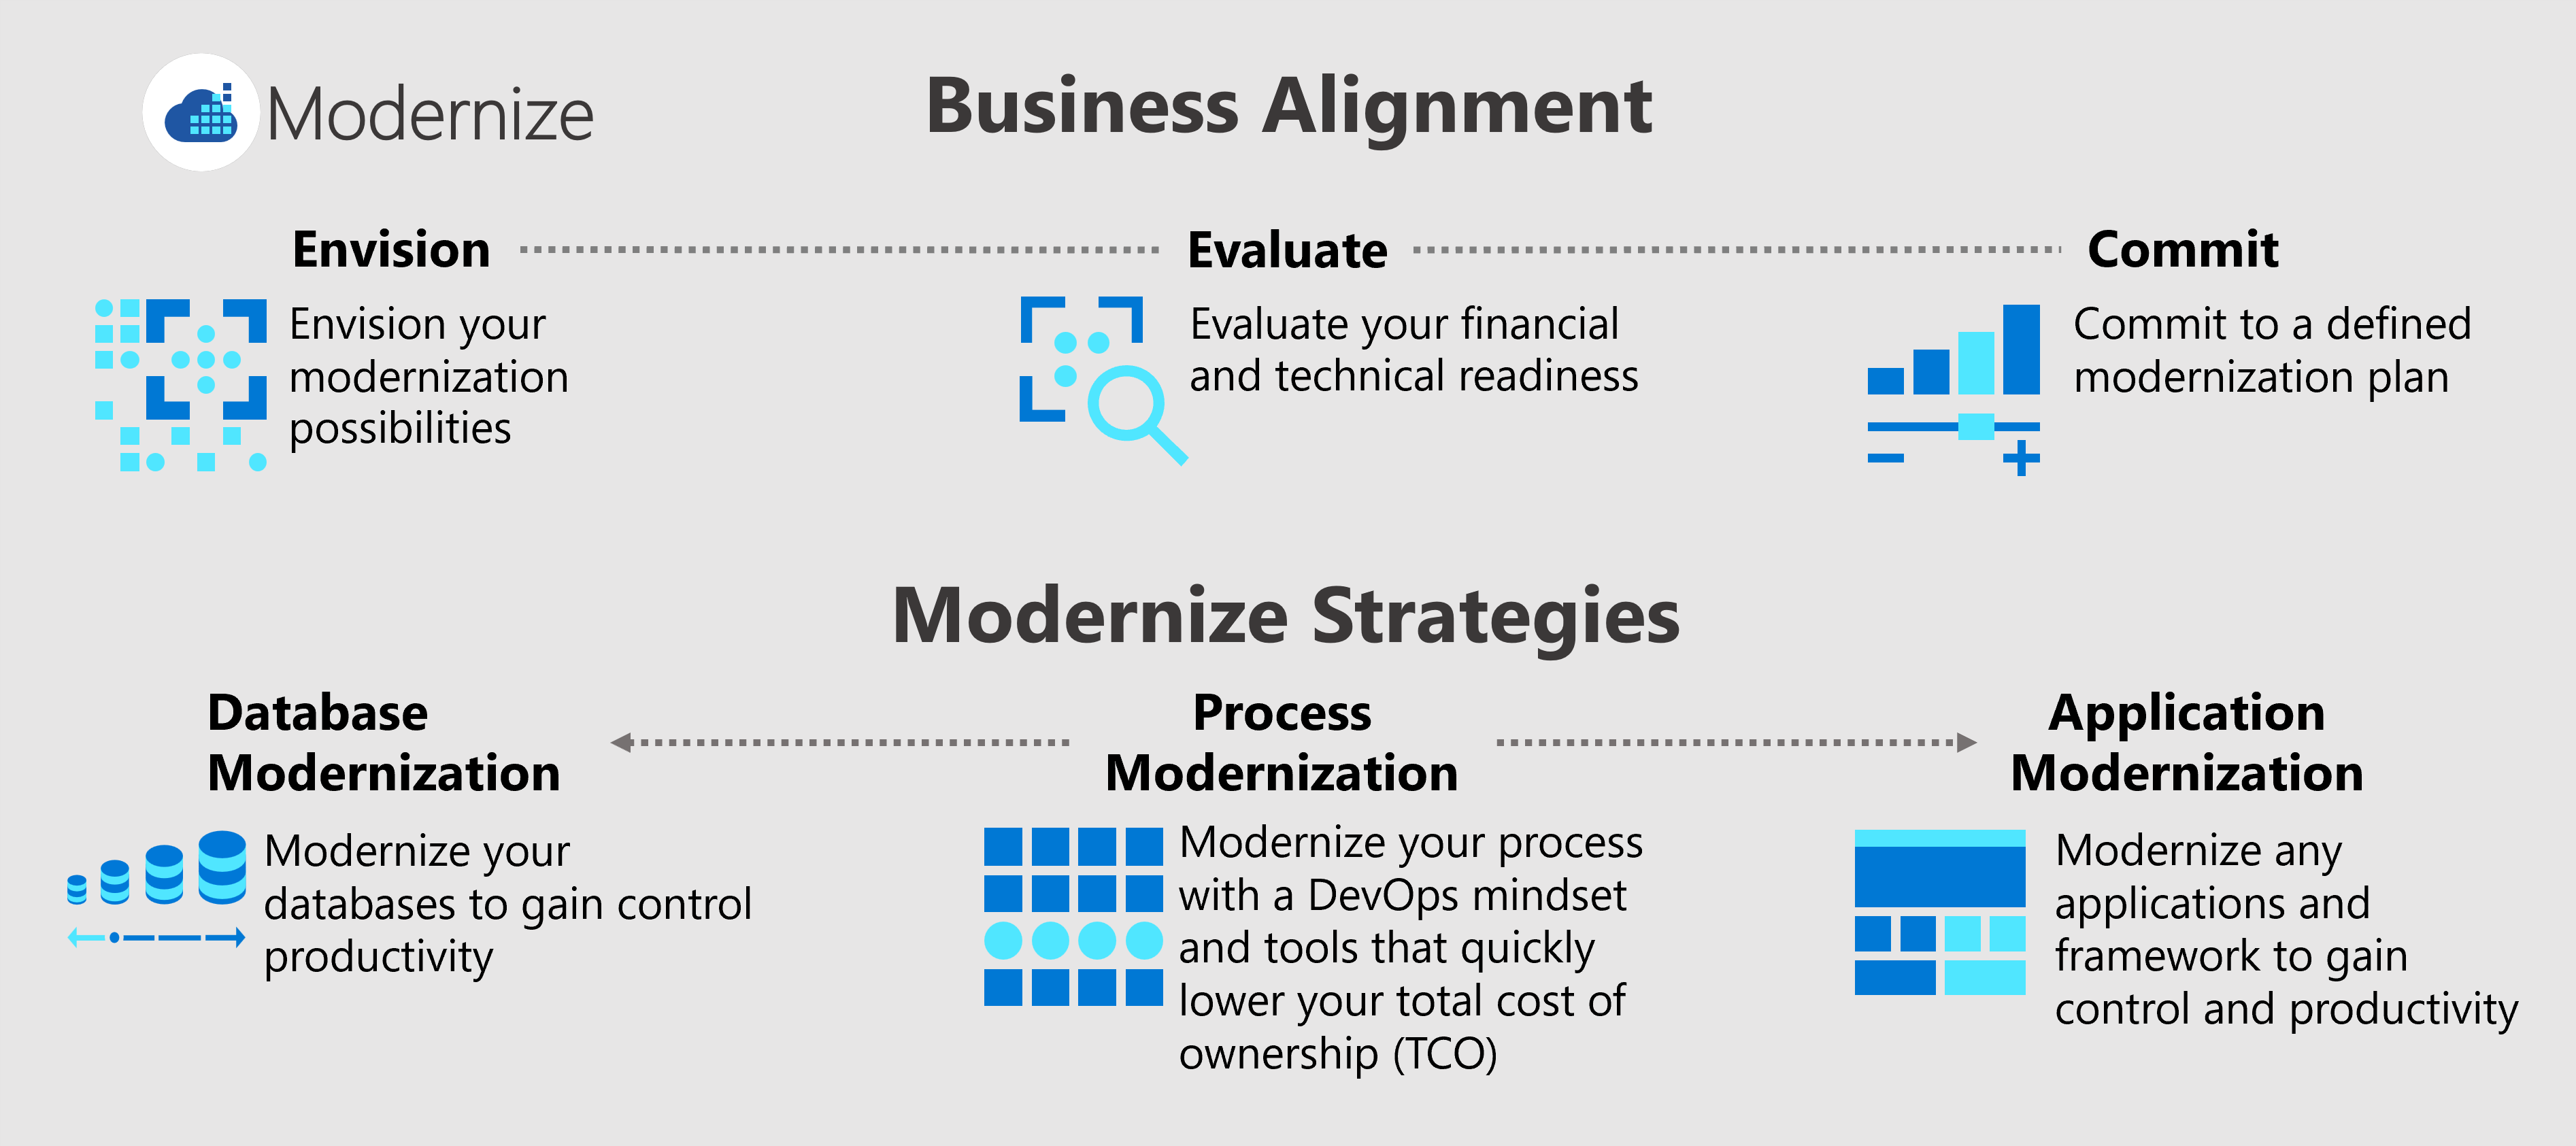 Modernize
Business Alignment
Envision
Envision your
modernization
possibilities
Evaluate
Evaluate your financial
and technical readiness
Commit
Commit to a defined
modernization plan
Modernize Strategies
Database
Modernization
Modernize your
databases to gain control
productivity
Process
Modernization
Modernize your process
with a DevOps mindset
and tools that quickly
lower your total cost of
ownership (TCO)
Application
Modernization
Modernize any
applications and
framework to gain
control and productivity